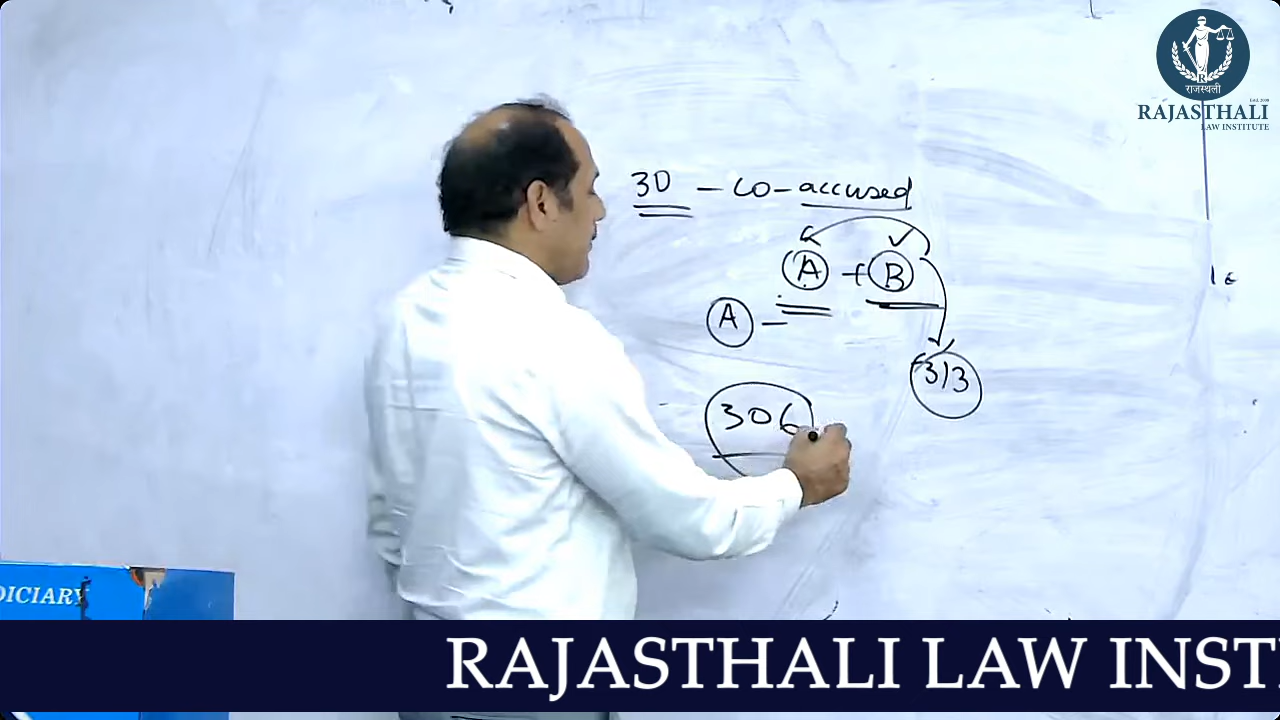 राजस्थली
RAJASTHALI
LAW INSTITUTE
30 - co-accused
A + B
A -
313
306
DICIARY
RAJASTHALI LAW INST